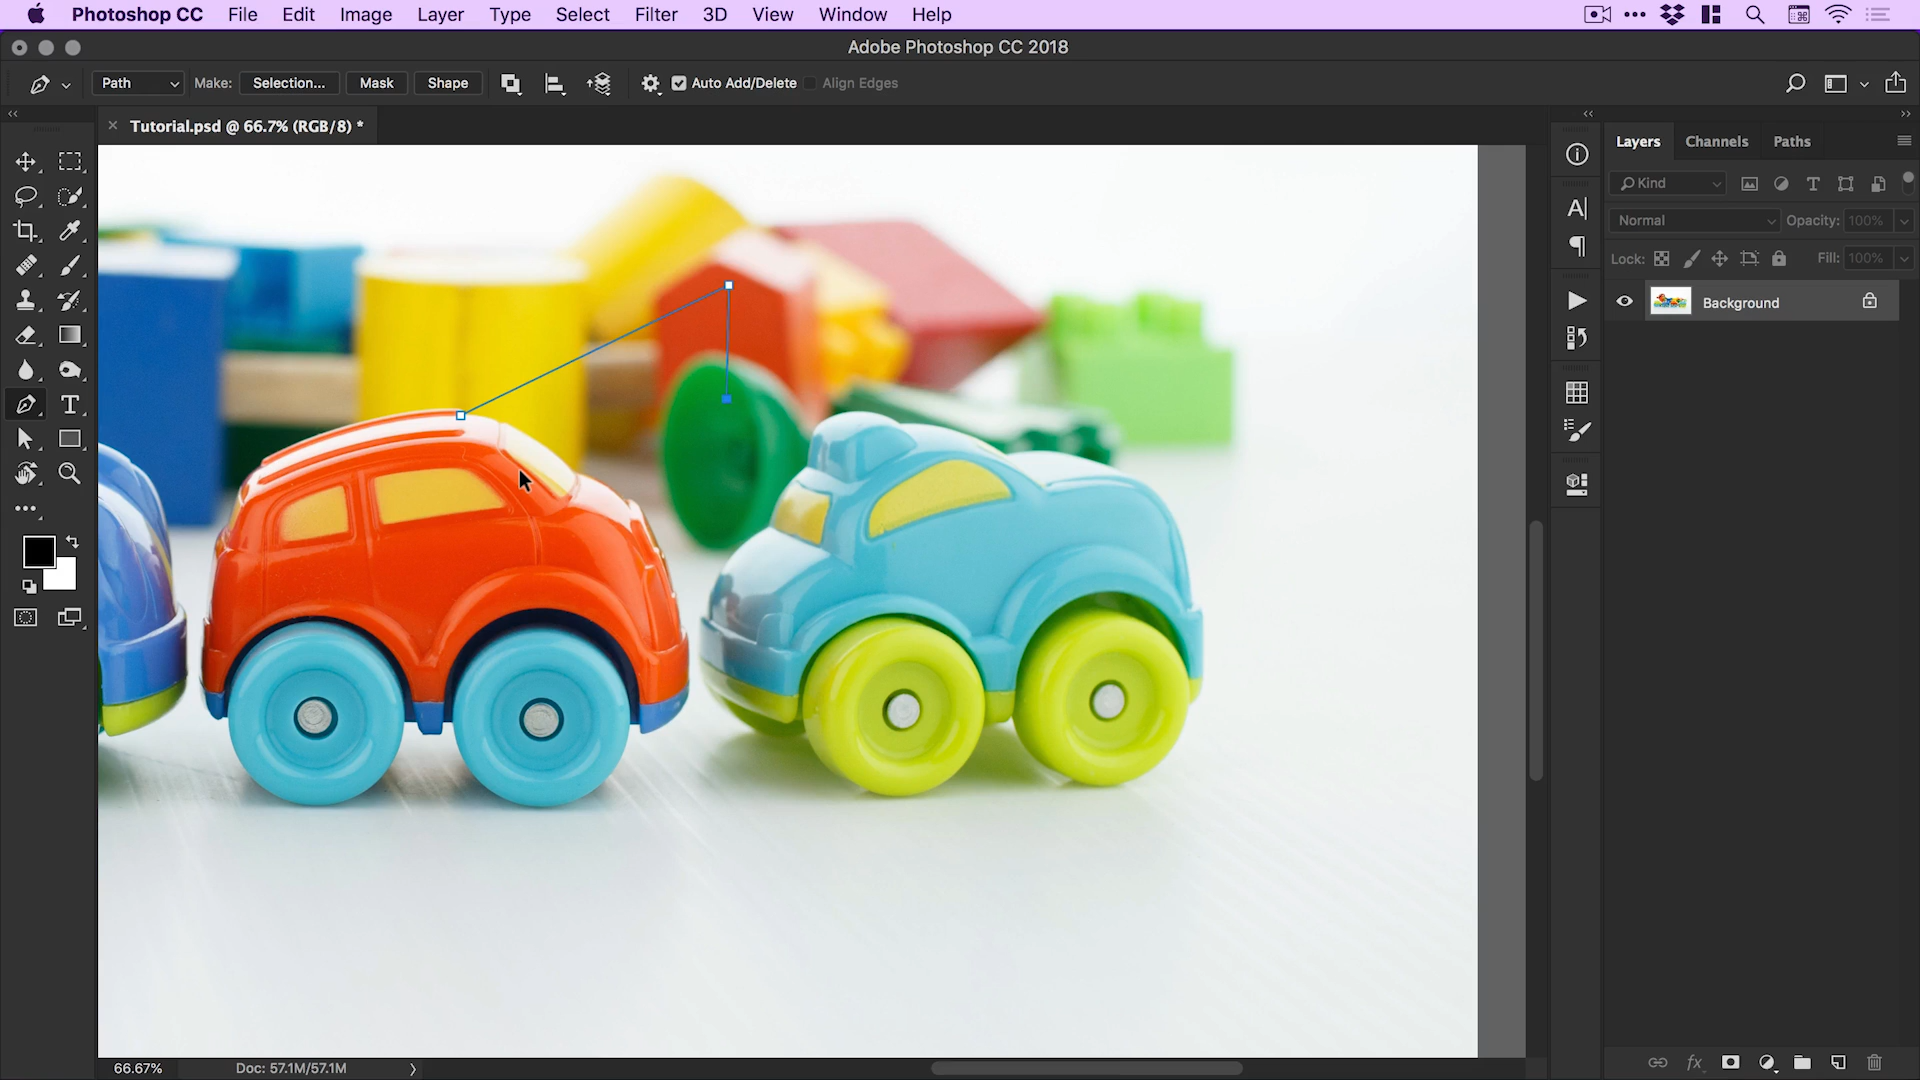 Photoshop CC File Edit Image Layer Type Select Filter 3D View Window Help
Adobe Photoshop CC 2018
Path Make: Selection... Mask Shape Auto Add/Delete Align Edges
Tutorial.psd @ 66.7% (RGB/8) *
Layers Channels Paths
Kind
Normal Opacity: 100%
Lock: Fill: 100%
Background
66.67% Doc: 57.1M/57.1M